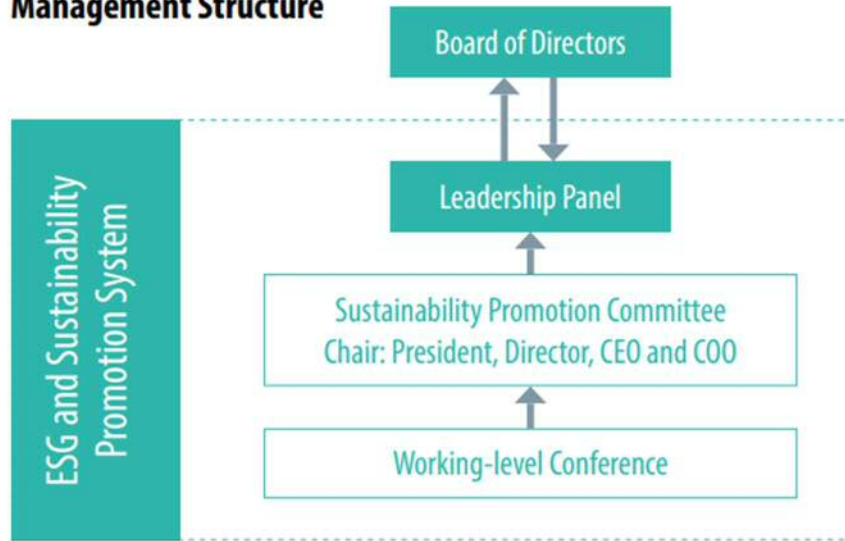 Management Structure
Board of Directors
Leadership Panel
ESG and Sustainability
Promotion System
Sustainability Promotion Committee
Chair: President, Director, CEO and COO
Working-level Conference